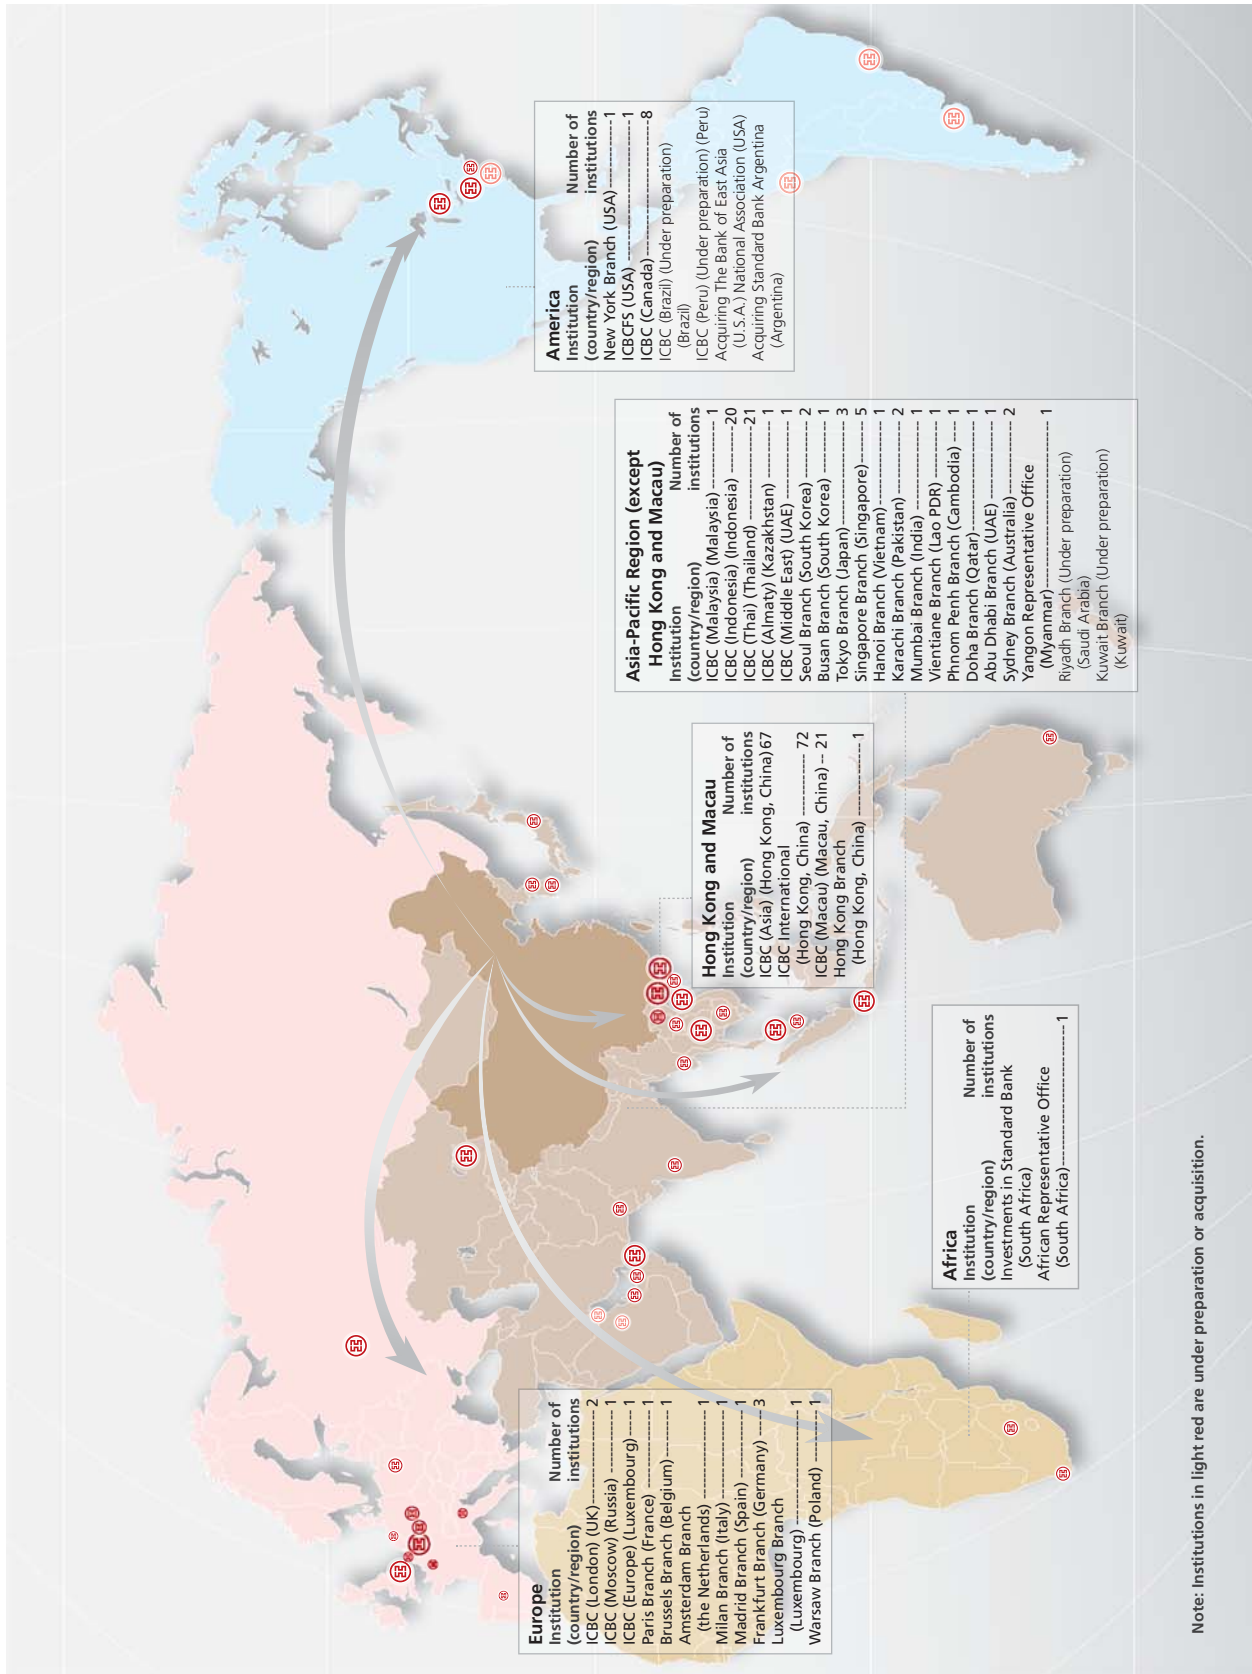 Europe
Institution Number of
(country/region) institutions
ICBC (London) (UK)---------------- 2
ICBC (Moscow) (Russia) ---------- 1
ICBC (Europe) (Luxembourg)----- 1
Paris Branch (France) ------------- 1
Brussels Branch (Belgium) -------- 1
Amsterdam Branch
(the Netherlands) --------------- 1
Milan Branch (Italy)---------------- 1
Madrid Branch (Spain) ------------ 1
Frankfurt Branch (Germany) ---- 3
Luxembourg Branch
(Luxembourg) ------------------- 1
Warsaw Branch (Poland) --------- 1
Africa
Institution Number of
(country/region) institutions
Investments in Standard Bank
(South Africa)
African Representative Office
(South Africa)----------------------- 1
Hong Kong and Macau
Institution Number of
(country/region) institutions
ICBC (Asia) (Hong Kong, China) 67
ICBC International
(Hong Kong, China) ------------ 72
ICBC (Macau) (Macau, China) -- 21
Hong Kong Branch
(Hong Kong, China) --------------1
Asia-Pacific Region (except
Hong Kong and Macau)
Institution Number of
(country/region) institutions
ICBC (Malaysia) (Malaysia) ----------- 1
ICBC (Indonesia) (Indonesia) --------20
ICBC (Thai) (Thailand) ----------------21
ICBC (Almaty) (Kazakhstan) ---------- 1
ICBC (Middle East) (UAE) ------------- 1
Seoul Branch (South Korea) ---------- 2
Busan Branch (South Korea) --------- 1
Tokyo Branch (Japan)------------------ 3
Singapore Branch (Singapore)------- 5
Hanoi Branch (Vietnam)--------------- 1
Karachi Branch (Pakistan)------------- 2
Mumbai Branch (India) --------------- 1
Vientiane Branch (Lao PDR) ---------- 1
Phnom Penh Branch (Cambodia) ---- 1
Doha Branch (Qatar)------------------- 1
Abu Dhabi Branch (UAE)-------------- 1
Sydney Branch (Australia)------------- 2
Yangon Representative Office
(Myanmar)---------------------------- 1
Riyadh Branch (Under preparation)
(Saudi Arabia)
Kuwait Branch (Under preparation)
(Kuwait)
America
Institution Number of
(country/region) institutions
New York Branch (USA) -------------1
ICBCFS (USA) --------------------------1
ICBC (Canada) ------------------------8
ICBC (Brazil) (Under preparation)
(Brazil)
ICBC (Peru) (Under preparation) (Peru)
Acquiring The Bank of East Asia
(U.S.A.) National Association (USA)
Acquiring Standard Bank Argentina
(Argentina)
Note: Institutions in light red are under preparation or acquisition.